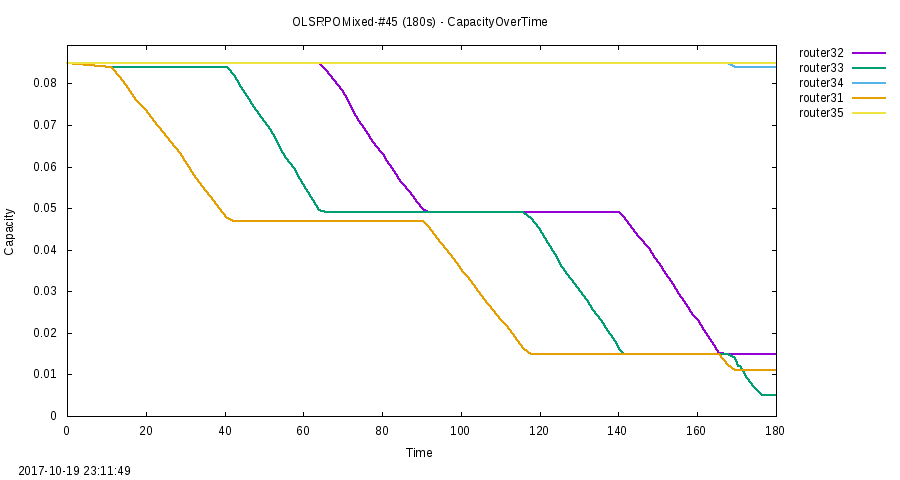 OLSRPOMixed-#45 (180s) - CapacityOverTime
router32
router33
router34
router31
router35
0.08
0.07
0.06
0.05
0.04
0.03
0.02
0.01
0
Capacity
0 20 40 60 80 100 120 140 160 180
Time
2017-10-19 23:11:49